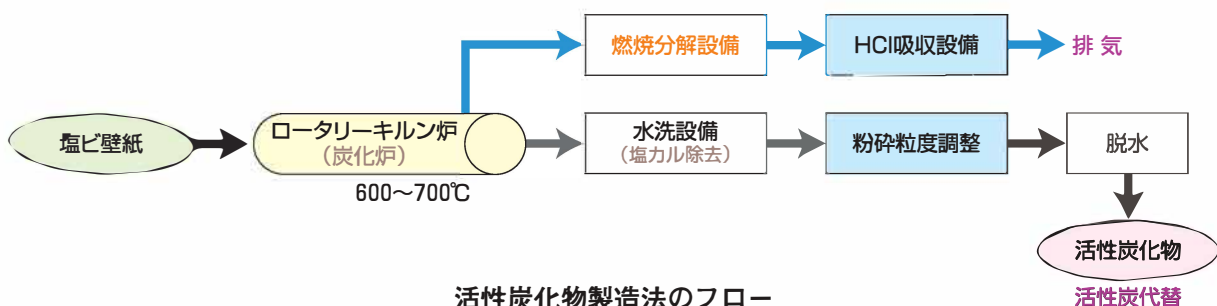 燃焼分解設備
HCl吸収設備
排気
塩ビ壁紙
ロータリーキルン炉
(炭化炉)
600～700℃
水洗設備
(塩カル除去)
粉砕粒度調整
脱水
活性炭化物
活性炭代替
活性炭化物製造法のフロー